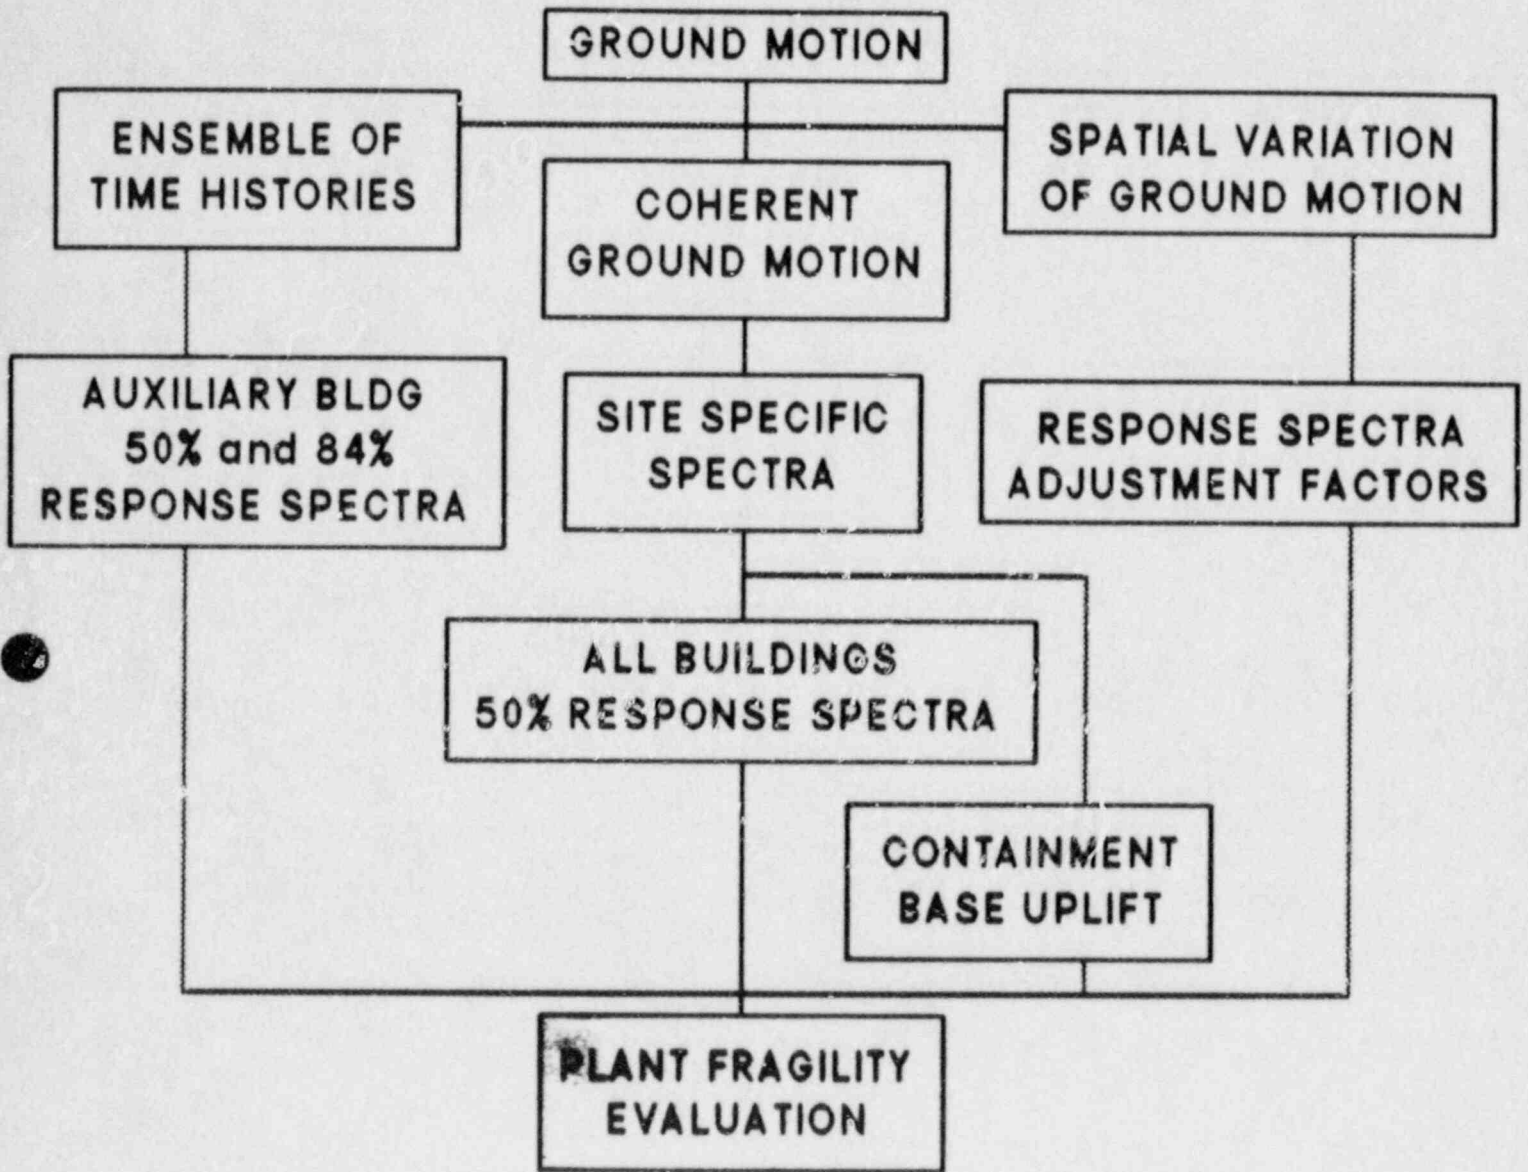 GROUND MOTION
ENSEMBLE OF
TIME HISTORIES
COHERENT
GROUND MOTION
SPATIAL VARIATION
OF GROUND MOTION
AUXILIARY BLDG
50% and 84%
RESPONSE SPECTRA
SITE SPECIFIC
SPECTRA
RESPONSE SPECTRA
ADJUSTMENT FACTORS
ALL BUILDINGS
50% RESPONSE SPECTRA
CONTAINMENT
BASE UPLIFT
PLANT FRAGILITY
EVALUATION